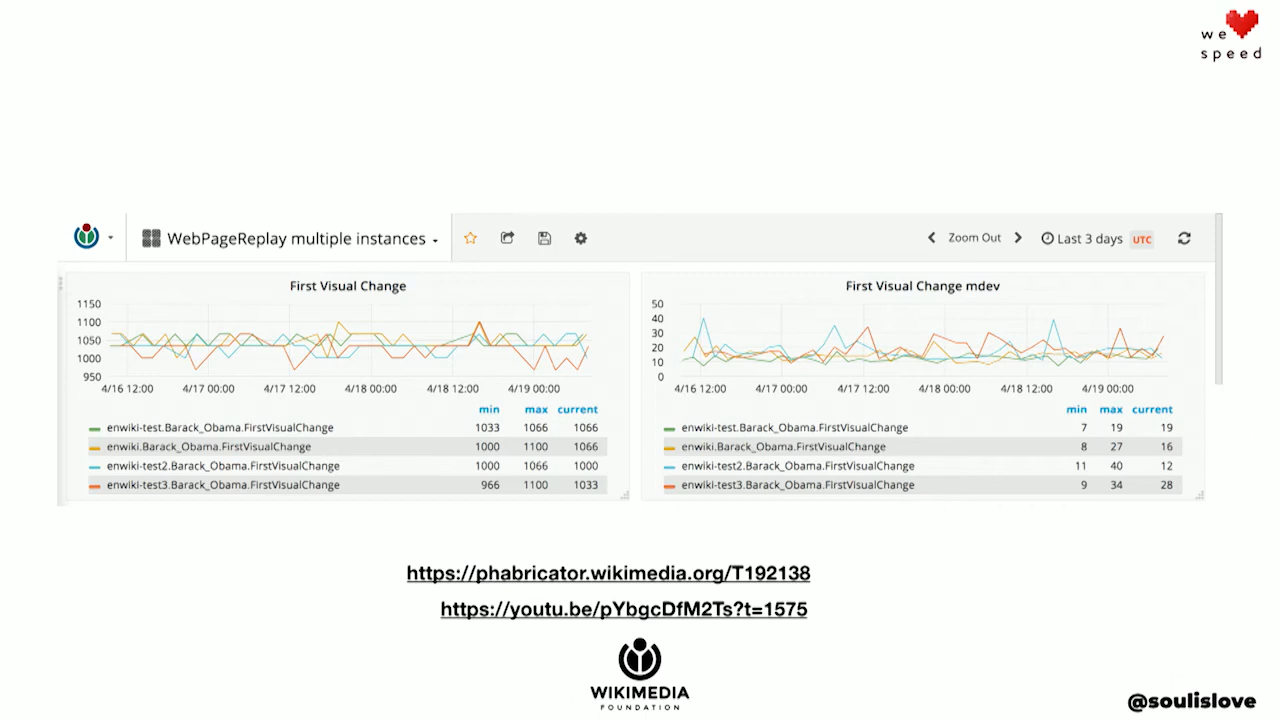 we
speed
WebPageReplay multiple instances
Zoom Out
Last 3 days UTC
First Visual Change
1150
1100
1050
1000
950
4/16 12:00 4/17 00:00 4/17 12:00 4/18 00:00 4/18 12:00 4/19 00:00
min max current
enwiki-test.Barack_Obama.FirstVisualChange 1033 1066 1066
enwiki.Barack_Obama.FirstVisualChange 1000 1100 1066
enwiki-test2.Barack_Obama.FirstVisualChange 1000 1066 1000
enwiki-test3.Barack_Obama.FirstVisualChange 966 1100 1033
First Visual Change mdev
50
40
30
20
10
0
4/16 12:00 4/17 00:00 4/17 12:00 4/18 00:00 4/18 12:00 4/19 00:00
min max current
enwiki-test.Barack_Obama.FirstVisualChange 7 19 19
enwiki.Barack_Obama.FirstVisualChange 8 27 16
enwiki-test2.Barack_Obama.FirstVisualChange 11 40 12
enwiki-test3.Barack_Obama.FirstVisualChange 9 34 28
https://phabricator.wikimedia.org/T192138
https://youtu.be/pYbgcDfM2Ts?t=1575
WIKIMEDIA
FOUNDATION
@soulislove